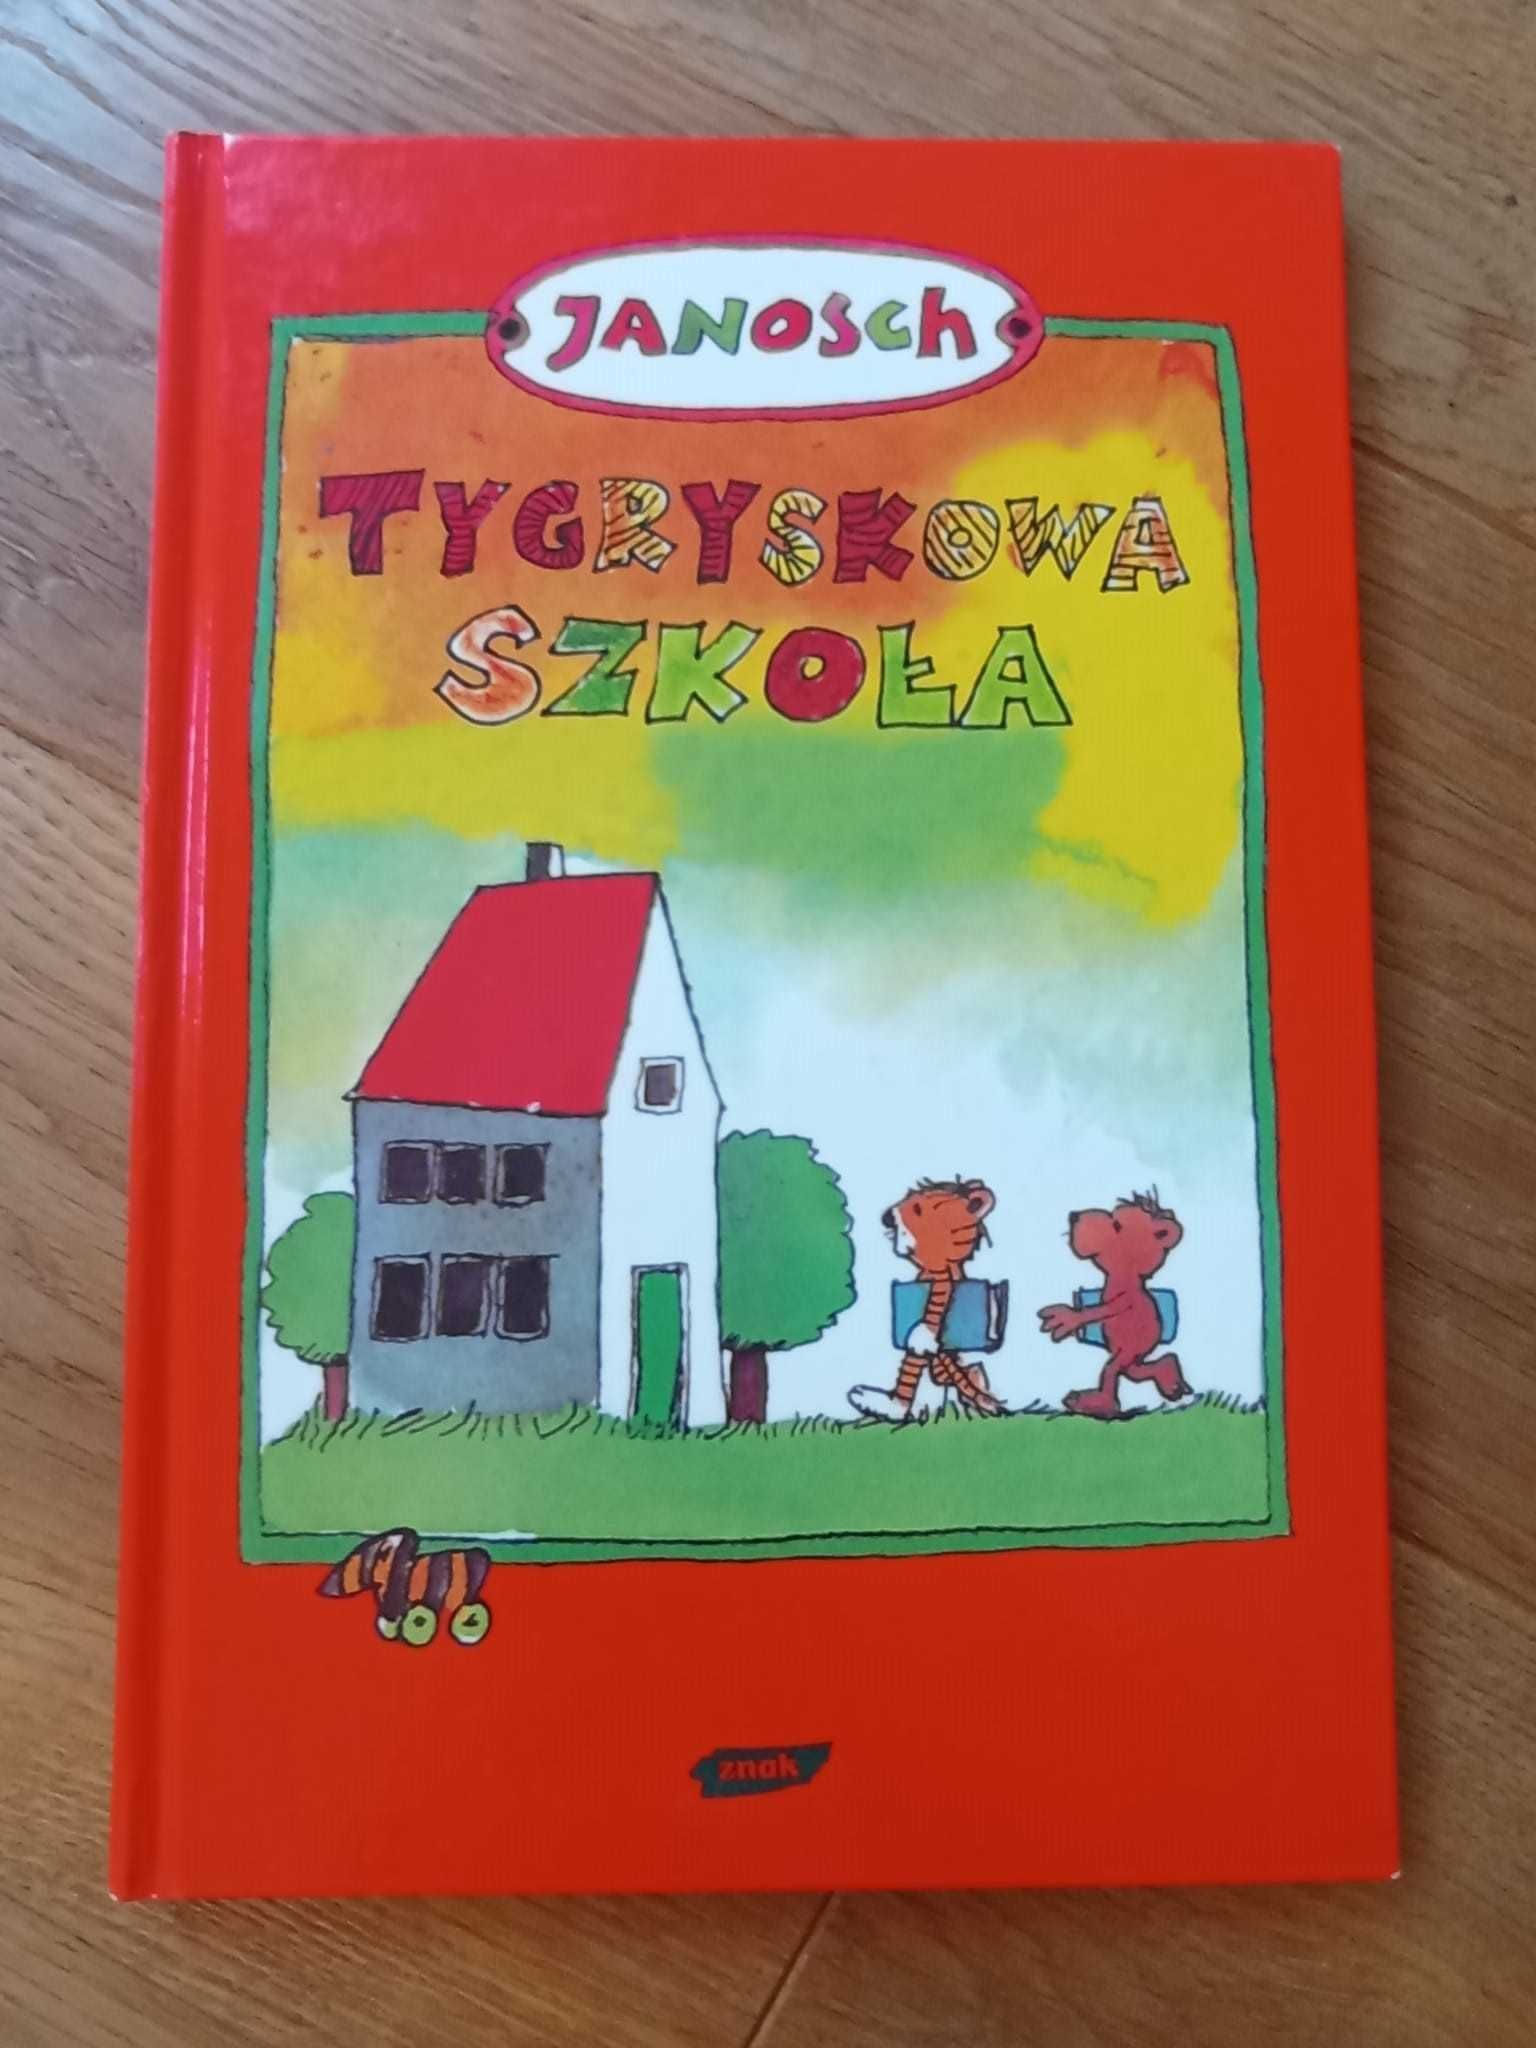 JANOSCH
TYGRYSKOWA
SZKOŁA
znak